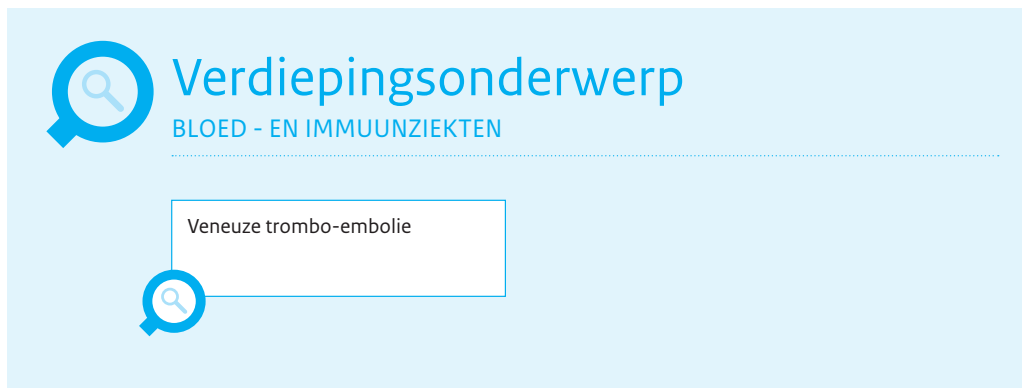 Verdiepingsonderwerp
BLOED - EN IMMUUNZIEKTEN
Veneuze trombo-embolie